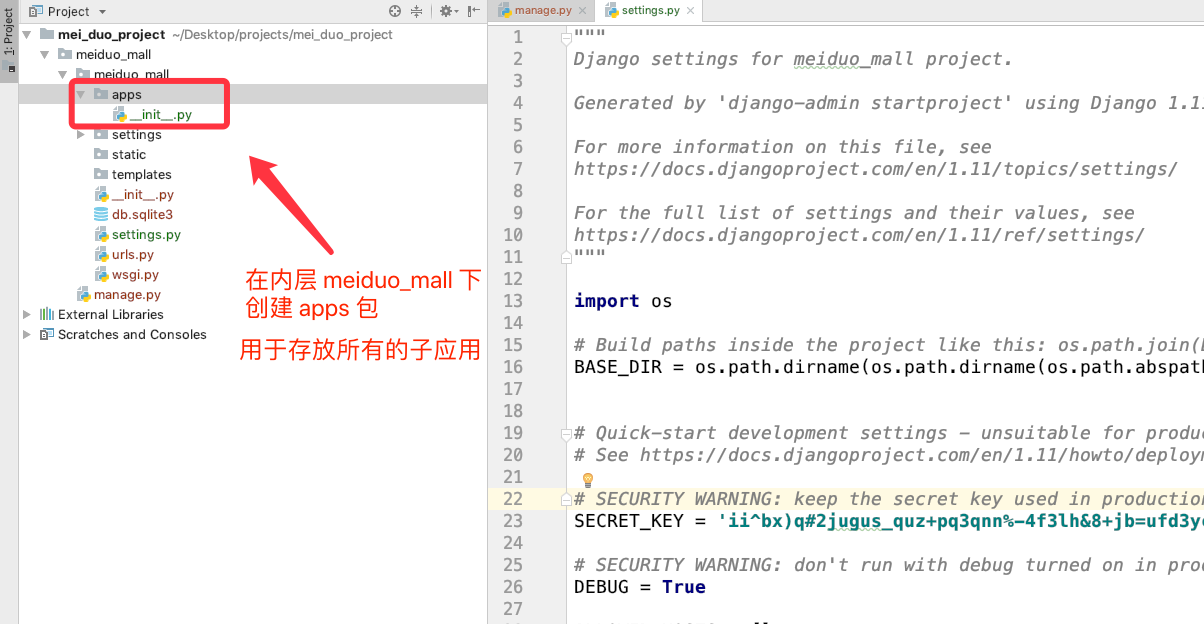 1: Project
Project
mei_duo_project ~/Desktop/projects/mei_duo_project
meiduo_mall
meiduo_mall
apps
__init__.py
settings
static
templates
__init__.py
db.sqlite3
settings.py
urls.py
wsgi.py
manage.py
External Libraries
Scratches and Consoles
在内层 meiduo_mall 下
创建 apps 包
用于存放所有的子应用
manage.py
settings.py
1 """
2 Django settings for meiduo_mall project.
3
4 Generated by 'django-admin startproject' using Django 1.1
5
6 For more information on this file, see
7 https://docs.djangoproject.com/en/1.11/topics/settings/
8
9 For the full list of settings and their values, see
10 https://docs.djangoproject.com/en/1.11/ref/settings/
11 """
12
13 import os
14
15 # Build paths inside the project like this: os.path.join(
16 BASE_DIR = os.path.dirname(os.path.dirname(os.path.abspat
17
18
19 # Quick-start development settings - unsuitable for produ
20 # See https://docs.djangoproject.com/en/1.11/howto/deploy
21
22 # SECURITY WARNING: keep the secret key used in production
23 SECRET_KEY = 'ii^bx)q#2jugus_quz+pq3qnn%-4f3lh&8+jb=ufd3y
24
25 # SECURITY WARNING: don't run with debug turned on in pro
26 DEBUG = True
27